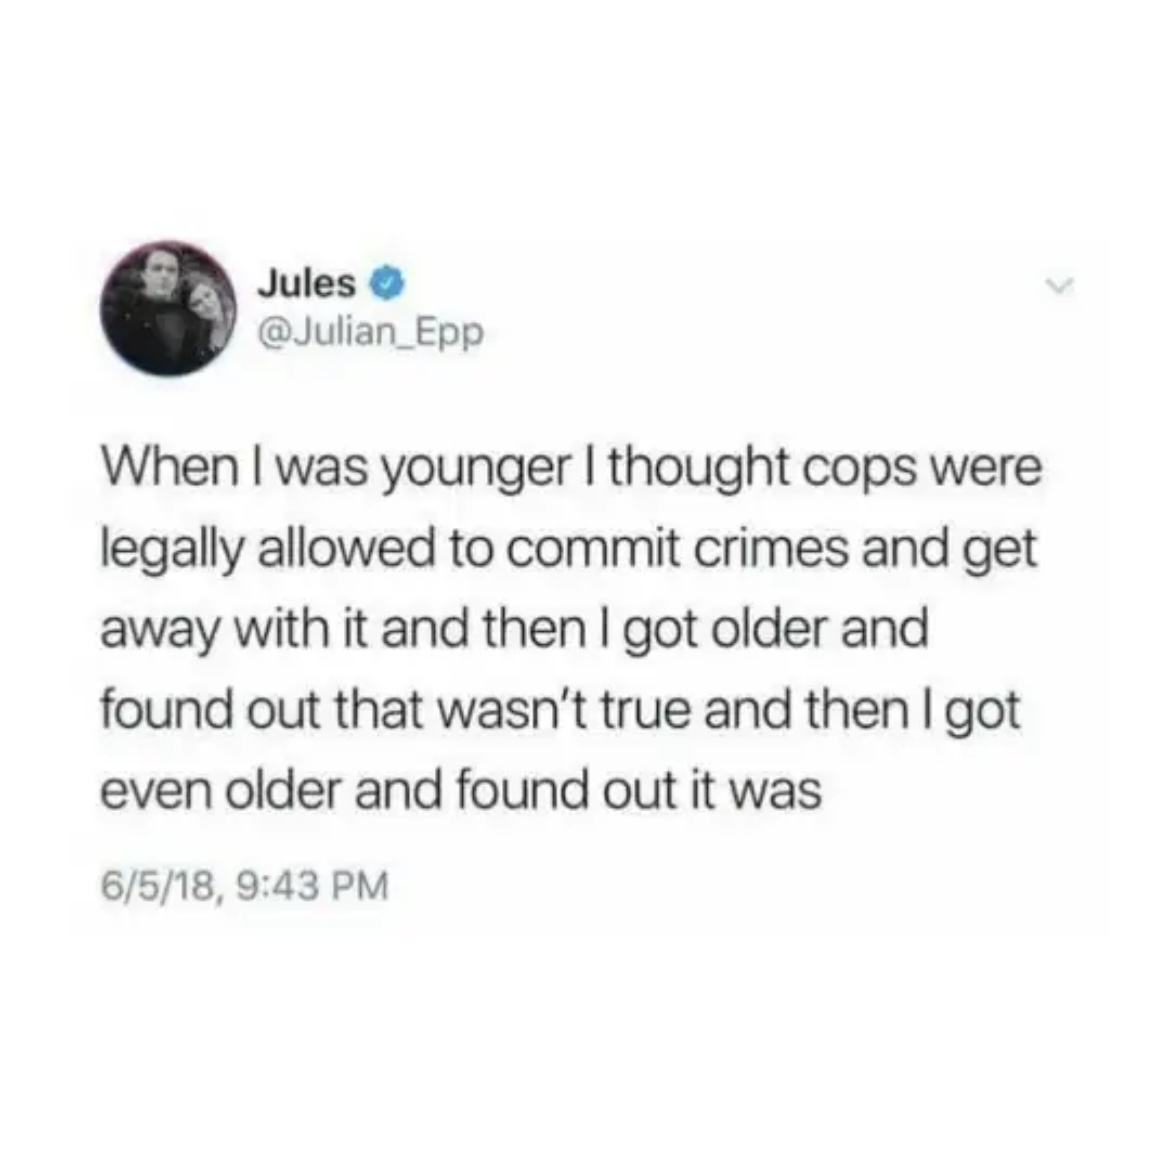 Jules
@Julian_Epp
When I was younger I thought cops were
legally allowed to commit crimes and get
away with it and then I got older and
found out that wasn't true and then I got
even older and found out it was
6/5/18, 9:43 PM